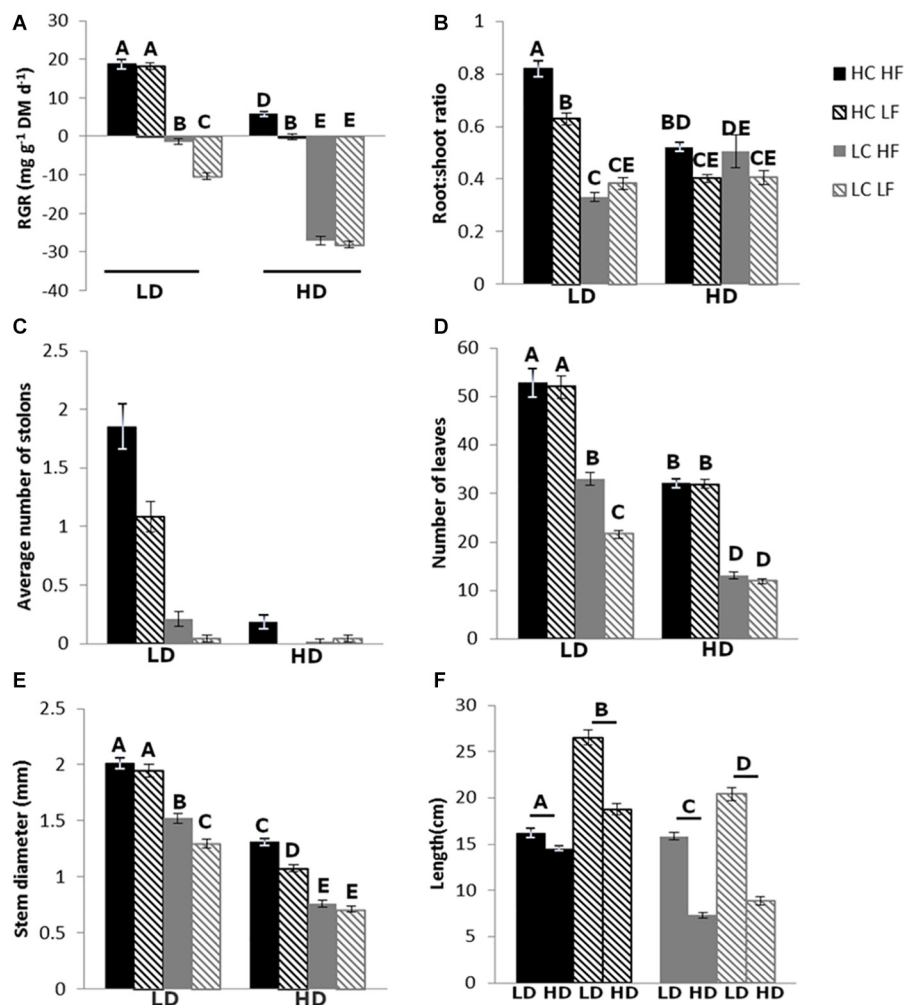 A
RGR (mg g-1 DM d-1)
30
20
10
0
-10
-20
-30
-40
A A B C D B E E
LD HD
B
Root:shoot ratio
1
0.8
0.6
0.4
0.2
0
A B C CE BD CE DE CE
LD HD
HC HF
HC LF
LC HF
LC LF
C
Average number of stolons
2.5
2
1.5
1
0.5
0
LD HD
D
Number of leaves
60
50
40
30
20
10
0
A A B C B B D D
LD HD
E
Stem diameter (mm)
2.5
2
1.5
1
0.5
0
A A B C C D E E
LD HD
F
Length(cm)
30
25
20
15
10
5
0
A B C D
LD HD LD HD LD HD LD HD